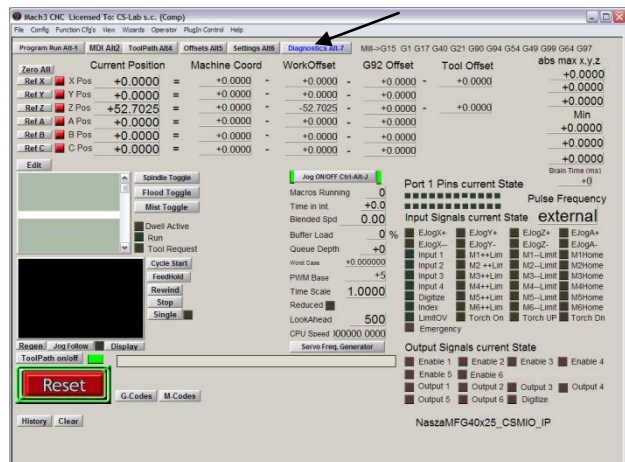 Mach3 CNC Licensed To: CS-Lab s.c. (Comp)
File Config Function Cfg's View Wizards Operator PlugIn Control Help
Program Run Alt-1 MDI Alt2 ToolPath Alt4 Offsets Alt5 Settings Alt6 Diagnostics Alt-7 Mill->G15 G1 G17 G40 G21 G90 G94 G54 G49 G99 G64 G97
Zero All Current Position Machine Coord WorkOffset G92 Offset Tool Offset abs max x,y,z
Ref X X Pos +0.0000 = +0.0000 - +0.0000 - +0.0000 - +0.0000 +0.0000
Ref Y Y Pos +0.0000 = +0.0000 - +0.0000 - +0.0000 +0.0000
Ref Z Z Pos +52.7025 = +0.0000 - -52.7025 - +0.0000 - +0.0000 +0.0000
Min
Ref A A Pos +0.0000 = +0.0000 - +0.0000 - +0.0000 +0.0000
Ref B B Pos +0.0000 = +0.0000 - +0.0000 - +0.0000 +0.0000
Ref C C Pos +0.0000 = +0.0000 - +0.0000 - +0.0000 +0.0000
Edit
Brain Time (ms)
+0
Spindle Toggle
Flood Toggle
Mist Toggle
Dwell Active
Run
Tool Request
Cycle Start
FeedHold
Rewind
Stop
Single
Jog ON/OFF Ctrl-Alt-J
Macros Running 0
Time in Int. +0.0
Blended Spd 0.00
Buffer Load 0 %
Queue Depth +0
Worst Case +0.000000
PWM Base +5
Time Scale 1.0000
Reduced
LookAhead 500
CPU Speed
Servo Freq. Generator
Port 1 Pins current State
Pulse Frequency
Input Signals current State external
EJogX+ EJogY+ EJogZ+ EJogA+
EJogX-- EJogY- EJogZ- EJogA-
Input 1 M1++Lim M1--Limit M1Home
Input 2 M2 ++Lim M2--Limit M2Home
Input 3 M3++Lim M3--Limit M3Home
Input 4 M4++Lim M4--Limit M4Home
Digitize M5++Lim M5--Limit M5Home
Index M6++Lim M6--Limit M6Home
LimitOV Torch On Torch UP Torch Dn
Emergency
Output Signals current State
Enable 1 Enable 2 Enable 3 Enable 4
Enable 5 Enable 6
Output 1 Output 2 Output 3 Output 4
Output 5 Output 6 Digitize
Regen Jog Follow Display
ToolPath on/off
Reset
G-Codes M-Codes
History Clear
NaszaMFG40x25_CSMIO_IP